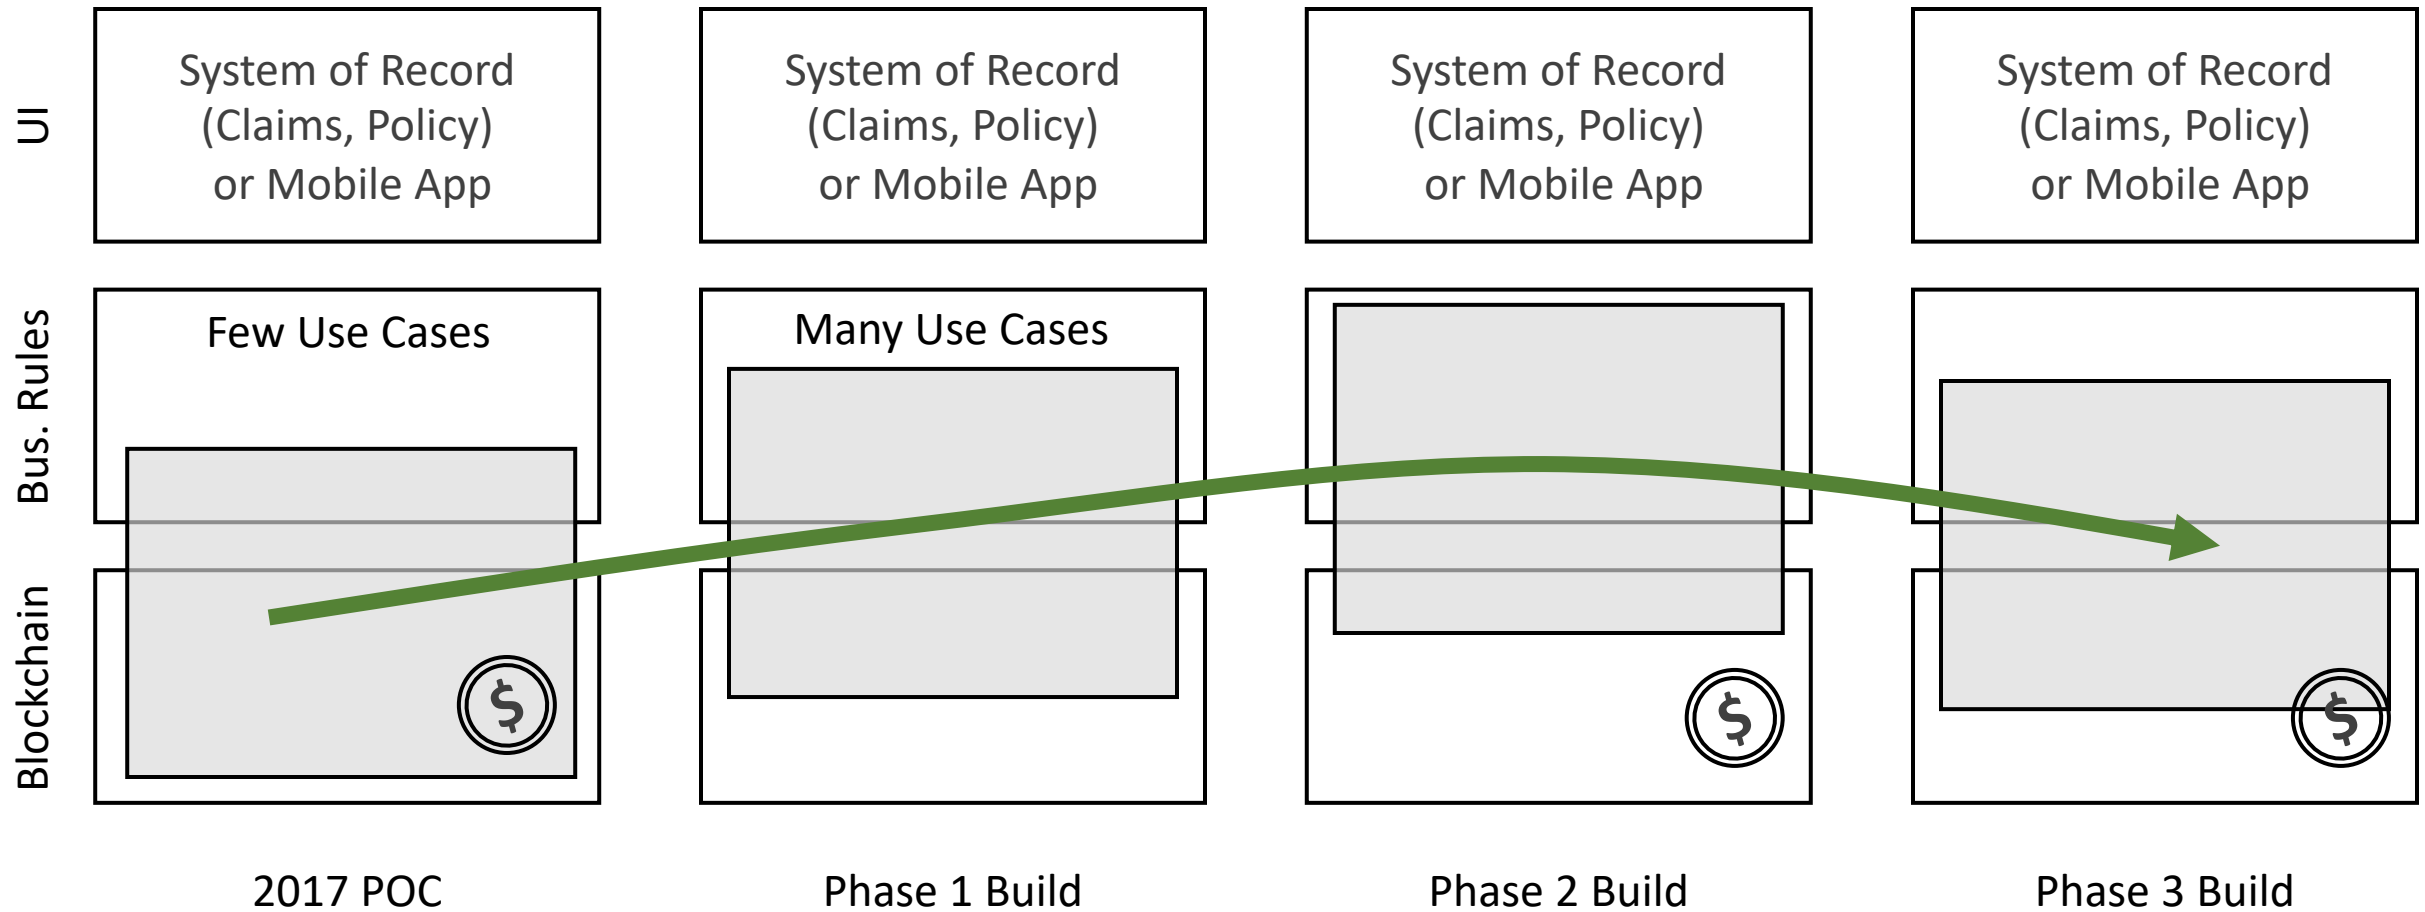 UI
System of Record
(Claims, Policy)
or Mobile App
System of Record
(Claims, Policy)
or Mobile App
System of Record
(Claims, Policy)
or Mobile App
System of Record
(Claims, Policy)
or Mobile App
Bus. Rules
Few Use Cases
Many Use Cases
Blockchain
$
$
$
2017 POC
Phase 1 Build
Phase 2 Build
Phase 3 Build